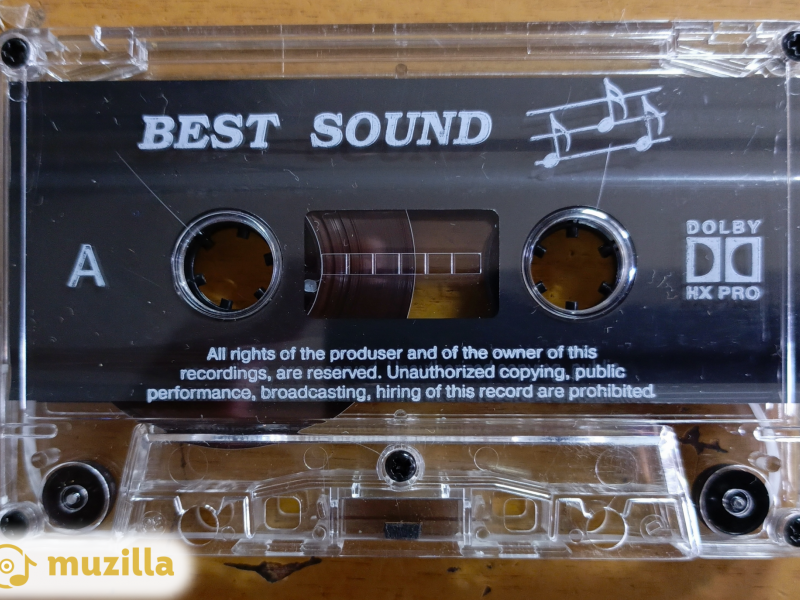 BEST SOUND
A
DOLBY
HX PRO
All rights of the produser and of the owner of this
recordings, are reserved. Unauthorized copying, public
performance, broadcasting, hiring of this record are prohibited.
muzilla